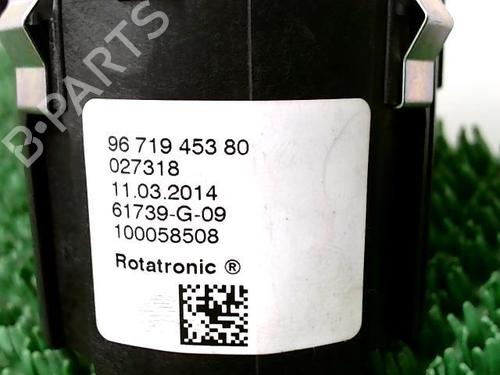 B-PARTS
96 719 453 80
027318
11.03.2014
61739-G-09
100058508
Rotatronic ®